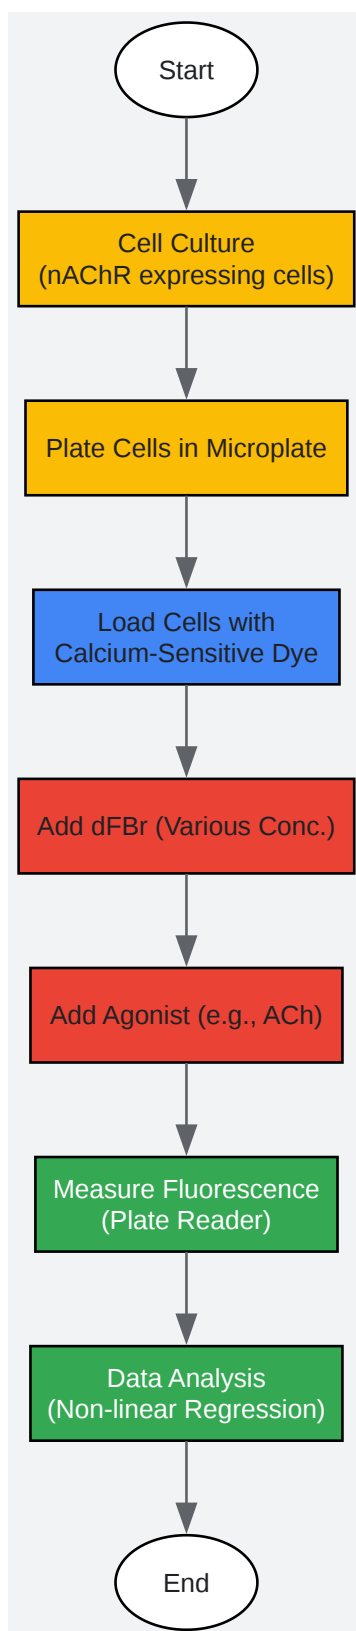 Start
Cell Culture
(nAChR expressing cells)
Plate Cells in Microplate
Load Cells with
Calcium-Sensitive Dye
Add dFBr (Various Conc.)
Add Agonist (e.g., ACh)
Measure Fluorescence
(Plate Reader)
Data Analysis
(Non-linear Regression)
End